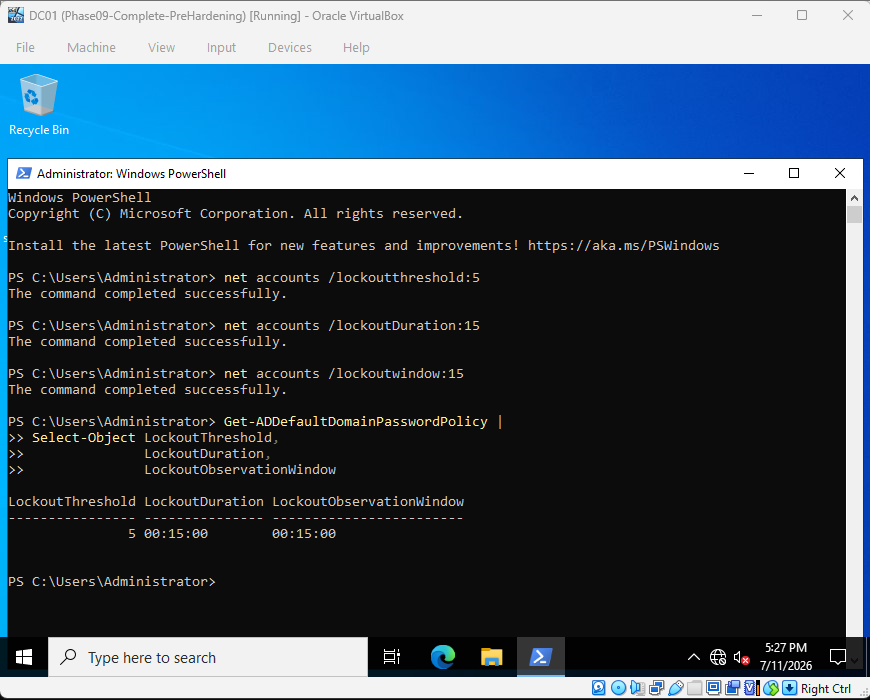 DC01 (Phase09-Complete-PreHardening) [Running] - Oracle VirtualBox
File Machine View Input Devices Help
Recycle Bin
Administrator: Windows PowerShell
Windows PowerShell
Copyright (C) Microsoft Corporation. All rights reserved.
Install the latest PowerShell for new features and improvements! https://aka.ms/PSWindows
PS C:\Users\Administrator> net accounts /lockoutthreshold:5
The command completed successfully.
PS C:\Users\Administrator> net accounts /lockoutDuration:15
The command completed successfully.
PS C:\Users\Administrator> net accounts /lockoutwindow:15
The command completed successfully.
PS C:\Users\Administrator> Get-ADDefaultDomainPasswordPolicy |
>> Select-Object LockoutThreshold,
>>               LockoutDuration,
>>               LockoutObservationWindow
LockoutThreshold LockoutDuration LockoutObservationWindow
---------------- --------------- ------------------------
               5 00:15:00        00:15:00
PS C:\Users\Administrator>
Type here to search
5:27 PM
7/11/2026
Right Ctrl